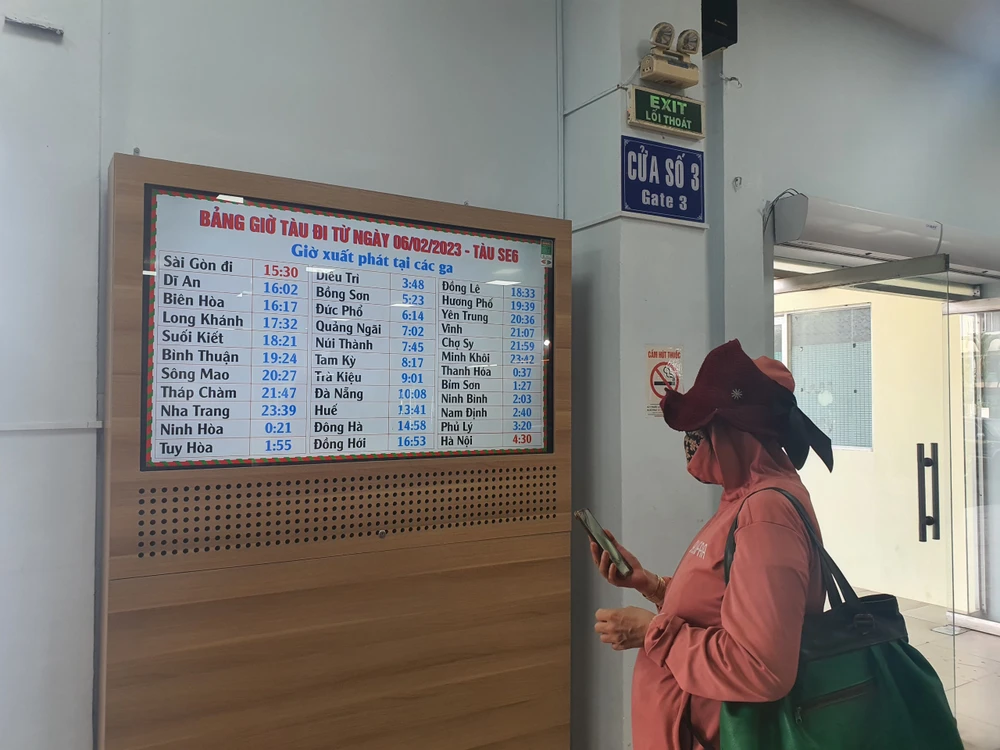 BẢNG GIỜ TÀU ĐI TỪ NGÀY 06/02/2023 - TÀU SE6
Giờ xuất phát tại các ga
Sài Gòn đi 15:30 Diêu Trì 3:48 Đồng Lê 18:33
Dĩ An 16:02 Bồng Sơn 5:23 Hương Phố 19:39
Biên Hòa 16:17 Đức Phổ 6:14 Yên Trung 20:36
Long Khánh 17:32 Quảng Ngãi 7:02 Vinh 21:07
Suối Kiết 18:21 Núi Thành 7:45 Chợ Sy 21:59
Bình Thuận 19:24 Tam Kỳ 8:17 Minh Khôi 23:42
Sông Mao 20:27 Trà Kiệu 9:01 Thanh Hóa 0:37
Tháp Chàm 21:47 Đà Nẵng 10:08 Bỉm Sơn 1:27
Nha Trang 23:39 Huế 13:41 Ninh Bình 2:03
Ninh Hòa 0:21 Đông Hà 14:58 Nam Định 2:40
Tuy Hòa 1:55 Đồng Hới 16:53 Phủ Lý 3:20
Hà Nội 4:30
EXIT
LỐI THOÁT
CỬA SỐ 3
Gate 3
CẤM HÚT THUỐC